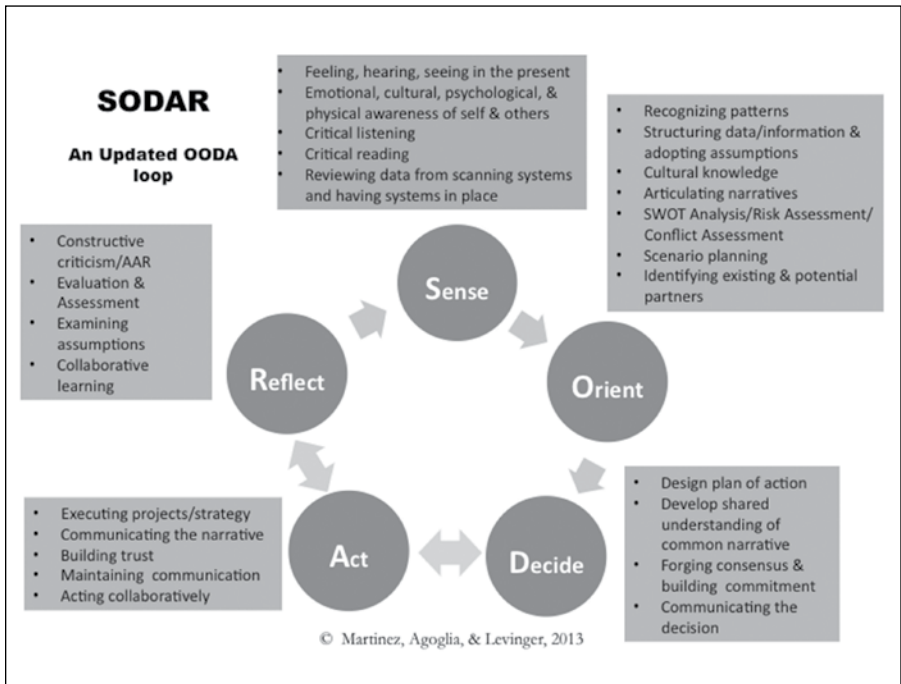 SODAR
An Updated OODA
loop
• Feeling, hearing, seeing in the present
• Emotional, cultural, psychological, &
physical awareness of self & others
• Critical listening
• Critical reading
• Reviewing data from scanning systems
and having systems in place
• Recognizing patterns
• Structuring data/information &
adopting assumptions
• Cultural knowledge
• Articulating narratives
• SWOT Analysis/Risk Assessment/
Conflict Assessment
• Scenario planning
• Identifying existing & potential
partners
• Constructive
criticism/AAR
• Evaluation &
Assessment
• Examining
assumptions
• Collaborative
learning
Sense
Reflect
Orient
• Design plan of action
• Develop shared
understanding of
common narrative
• Forging consensus &
building commitment
• Communicating the
decision
• Executing projects/strategy
• Communicating the narrative
• Building trust
• Maintaining communication
• Acting collaboratively
Act
Decide
© Martinez, Agoglia, & Levinger, 2013